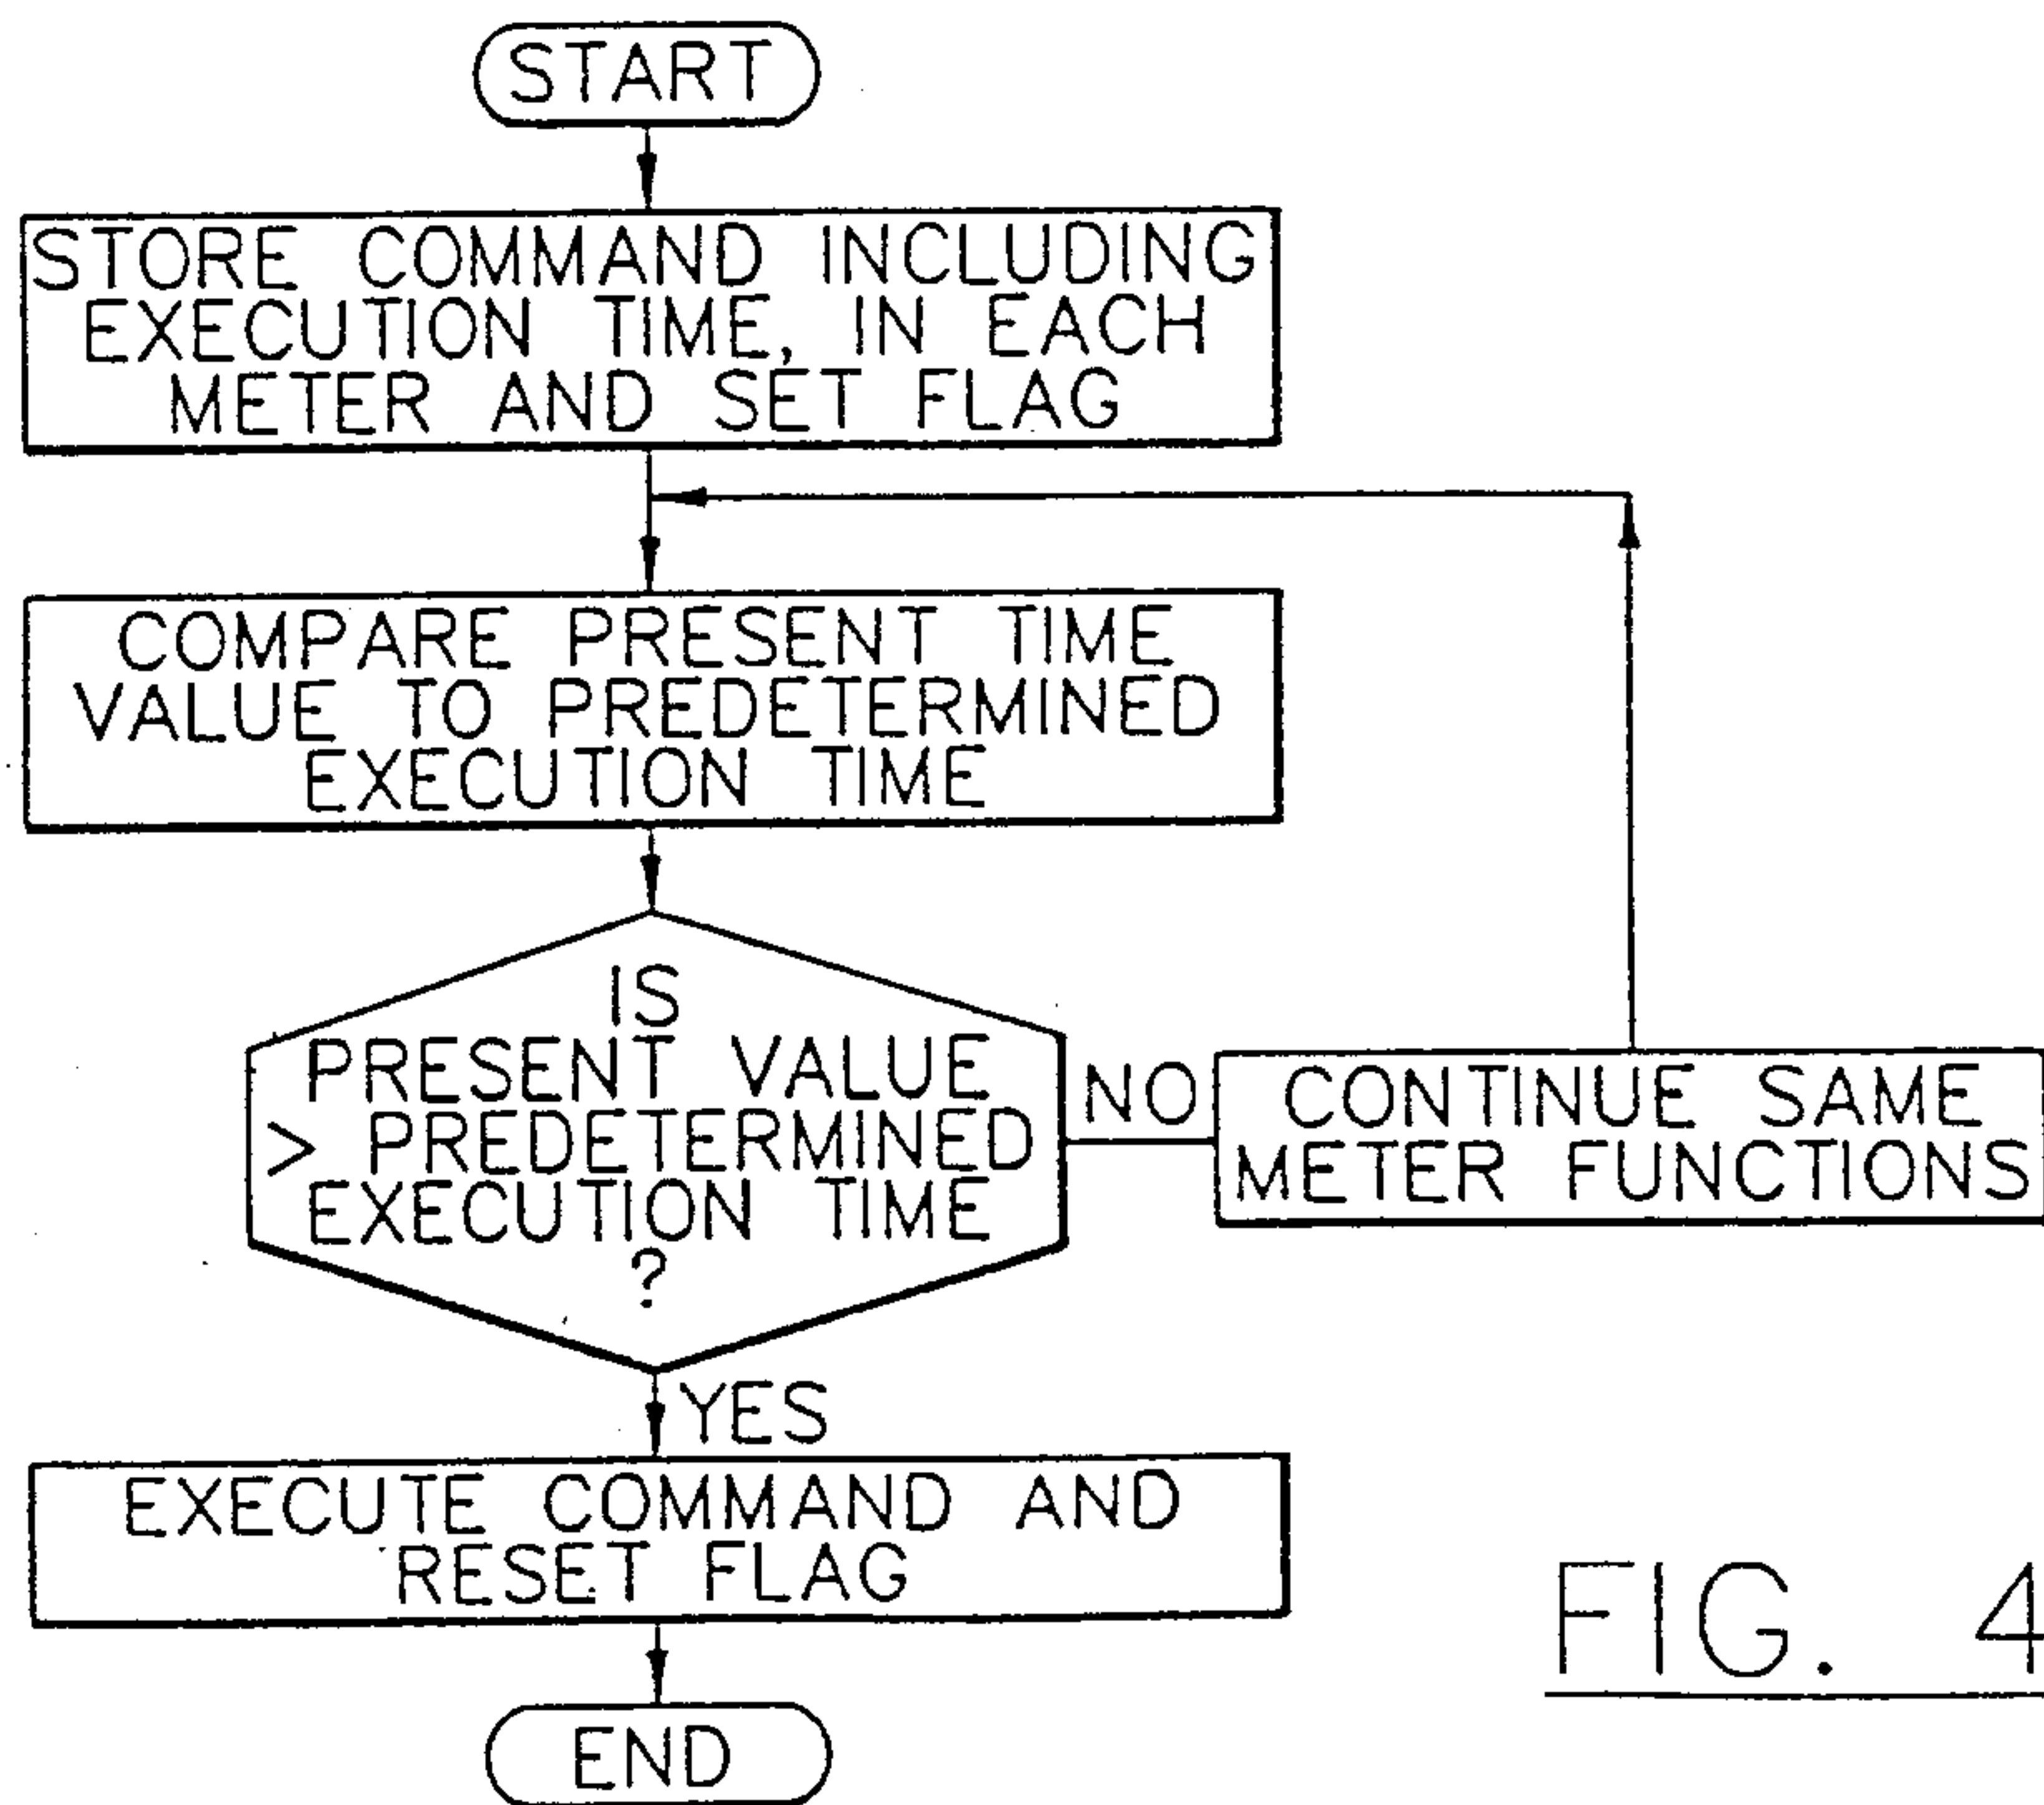 START
STORE COMMAND INCLUDING
EXECUTION TIME, IN EACH
METER AND SET FLAG
COMPARE PRESENT TIME
VALUE TO PREDETERMINED
EXECUTION TIME
IS
PRESENT VALUE
> PREDETERMINED
EXECUTION TIME
?
NO
CONTINUE SAME
METER FUNCTIONS
YES
EXECUTE COMMAND AND
RESET FLAG
END
FIG. 4